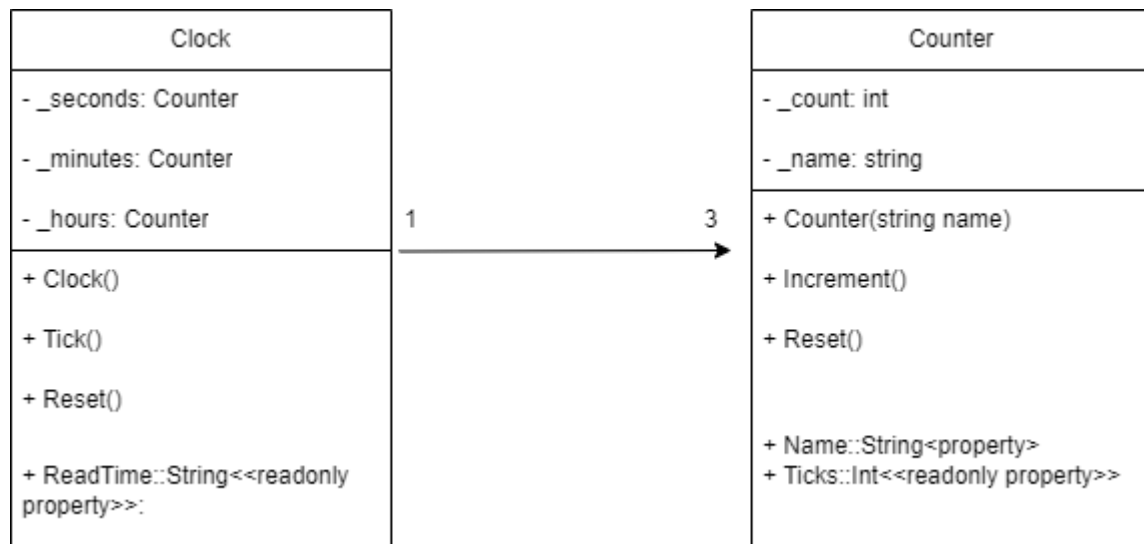 Clock
- _seconds: Counter
- _minutes: Counter
- _hours: Counter
+ Clock()
+ Tick()
+ Reset()
+ ReadTime::String<<readonly
property>>:
1
3
Counter
- _count: int
- _name: string
+ Counter(string name)
+ Increment()
+ Reset()
+ Name::String<property>
+ Ticks::Int<<readonly property>>